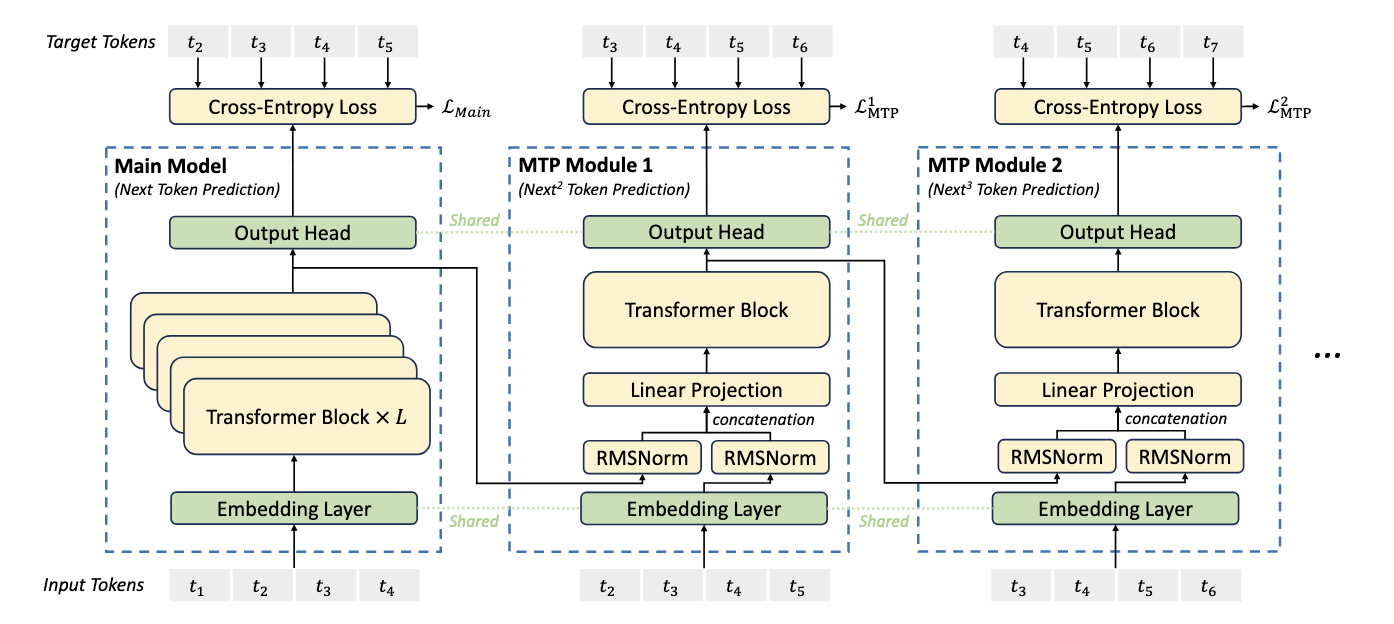 Target Tokens t₂ t₃ t₄ t₅ t₃ t₄ t₅ t₆ t₄ t₅ t₆ t₇
Cross-Entropy Loss ℒ_Main Cross-Entropy Loss ℒ¹_MTP Cross-Entropy Loss ℒ²_MTP
Main Model
(Next Token Prediction)
MTP Module 1
(Next² Token Prediction)
MTP Module 2
(Next³ Token Prediction)
Output Head Shared Output Head Shared Output Head
Transformer Block × L
Transformer Block
Transformer Block
Linear Projection
Linear Projection
concatenation
concatenation
RMSNorm RMSNorm RMSNorm RMSNorm
Embedding Layer Shared Embedding Layer Shared Embedding Layer
...
Input Tokens t₁ t₂ t₃ t₄ t₂ t₃ t₄ t₅ t₃ t₄ t₅ t₆